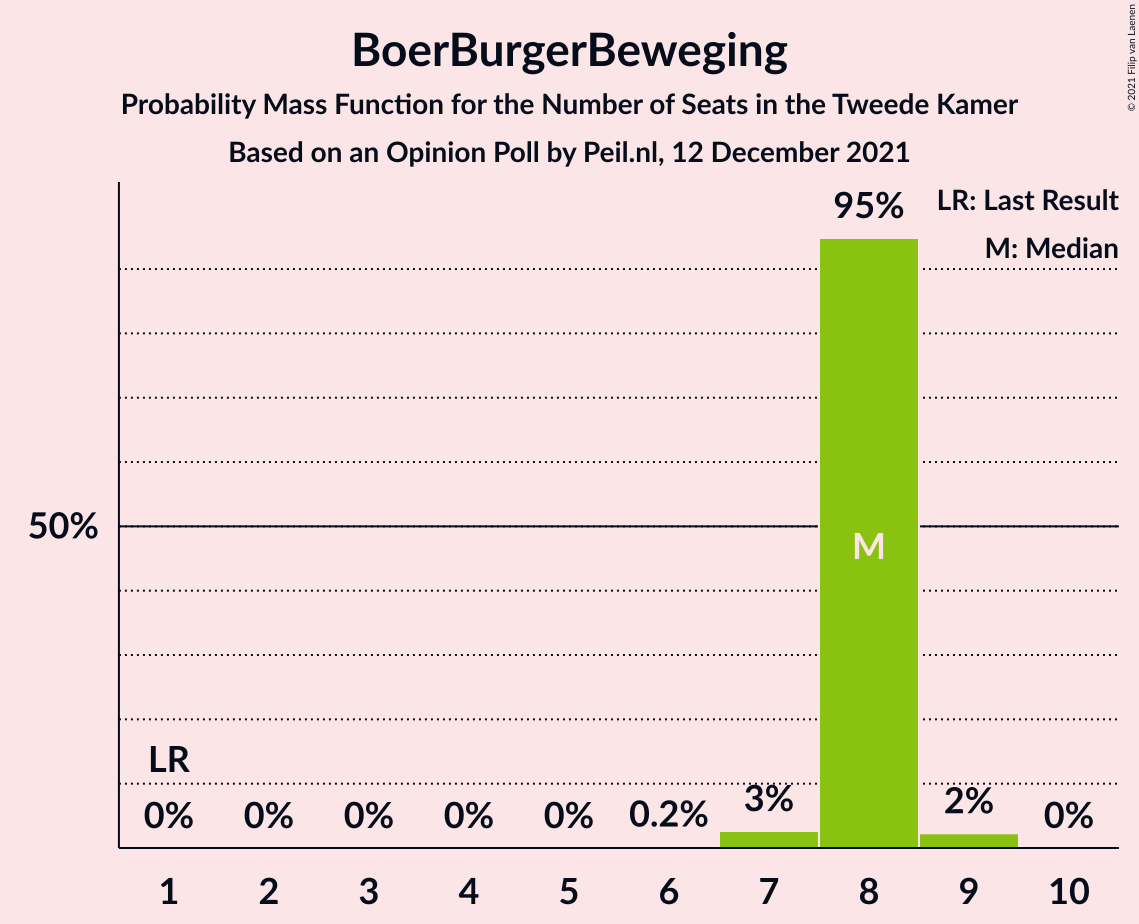 BoerBurgerBeweging
Probability Mass Function for the Number of Seats in the Tweede Kamer
Based on an Opinion Poll by Peil.nl, 12 December 2021
© 2021 Filip van Laenen
LR: Last Result
M: Median
95%
50%
M
LR
0%
0%
0%
0%
0%
0.2%
3%
2%
0%
1 2 3 4 5 6 7 8 9 10